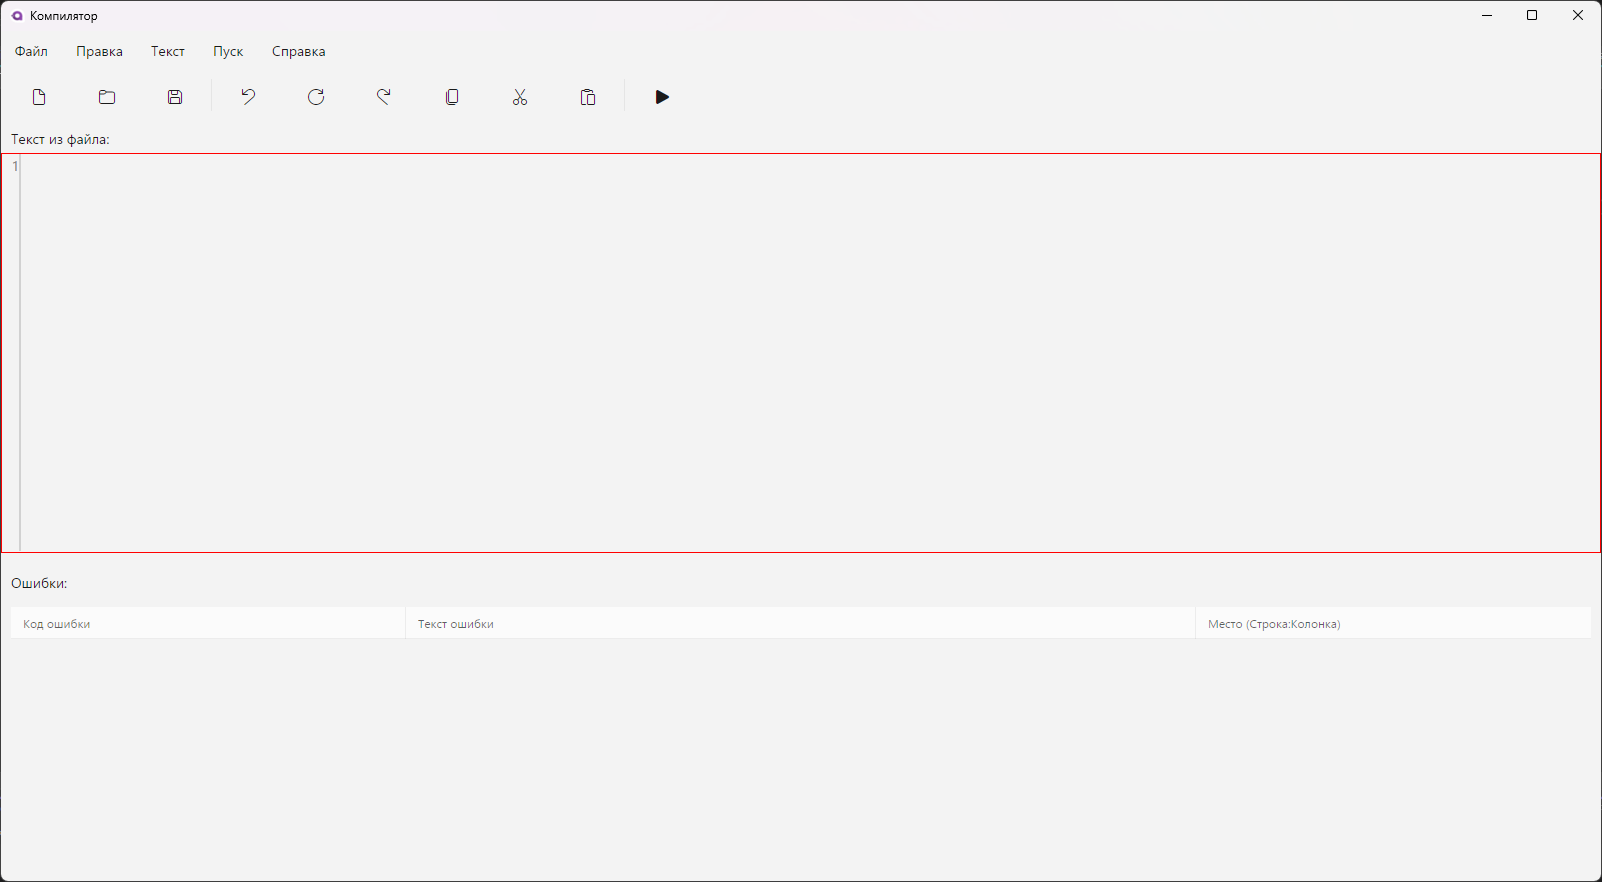 Компилятор
Файл Правка Текст Пуск Справка
Текст из файла:
1
Ошибки:
Код ошибки Текст ошибки Место (Строка:Колонка)